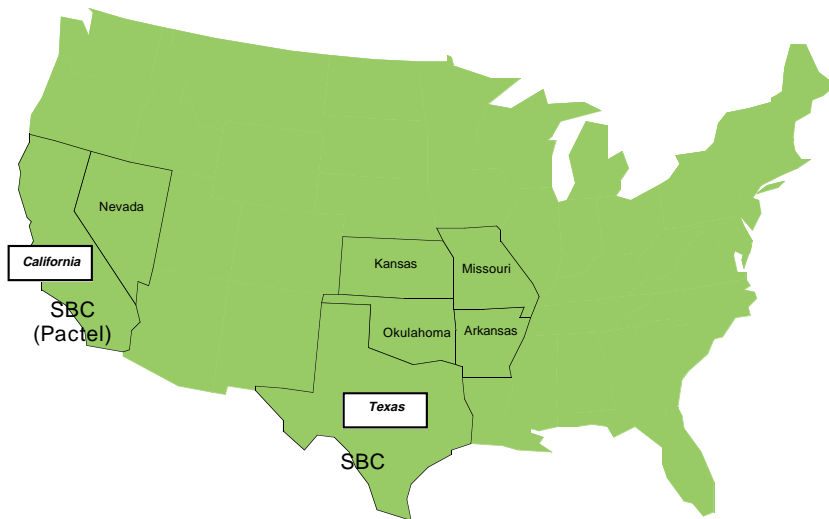 Nevada
California
SBC
(Pactel)
Kansas
Missouri
Okulahoma
Arkansas
Texas
SBC